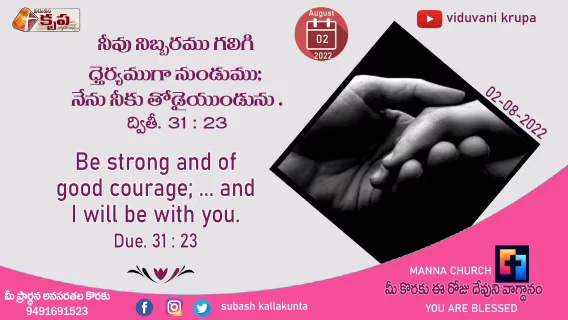 విడువని
కృప
నీవు నిబ్బరము గలిగి
ధైర్యముగా నుండుము;
నేను నీకు తోడైయుండును.
ద్వితీ. 31 : 23
Be strong and of
good courage; ... and
I will be with you.
Due. 31 : 23
August
02
2022
viduvani krupa
02-08-2022
MANNA CHURCH
మీ కొరకు ఈ రోజు దేవుని వాగ్థానం
YOU ARE BLESSED
మీ ప్రార్థన అవసరతల కొరకు
9491691523
subash kallakunta